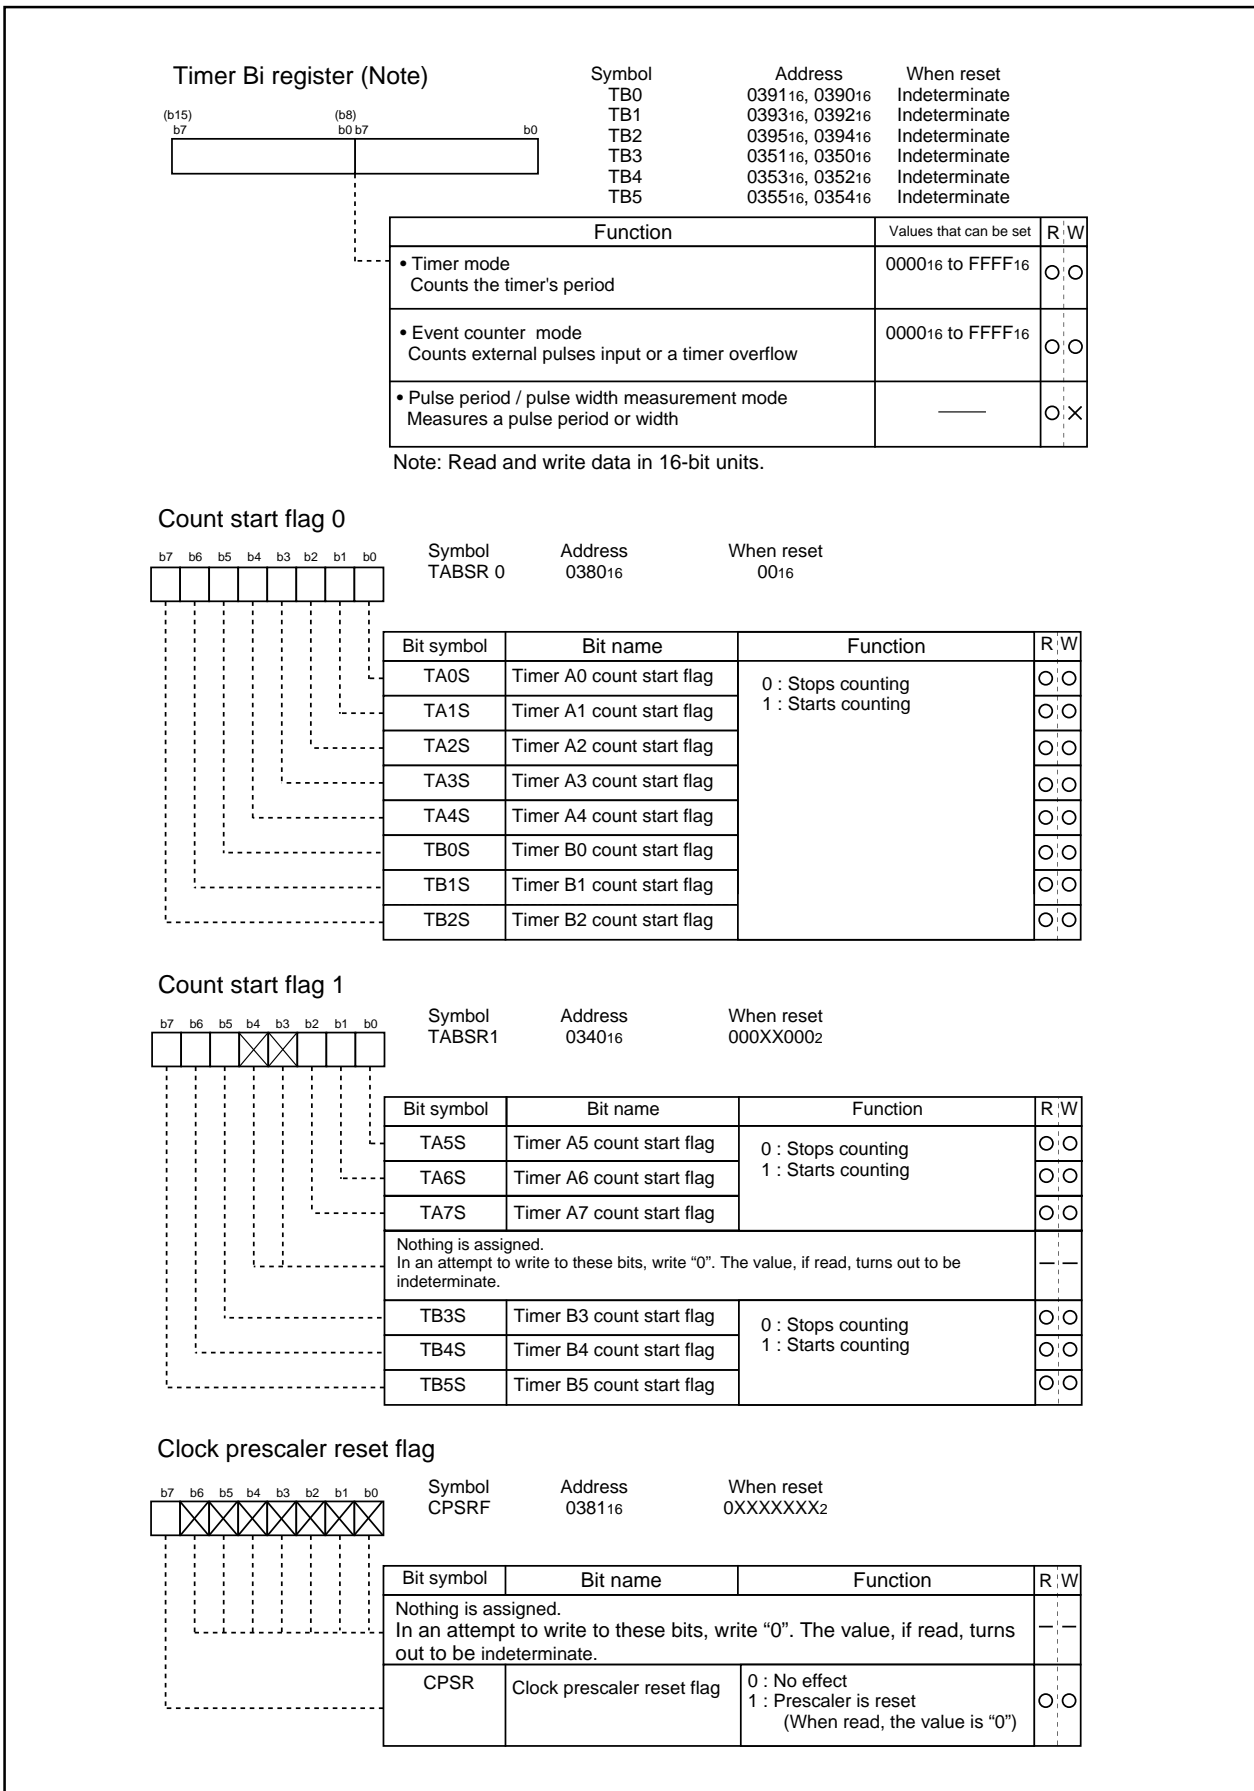 Timer Bi register (Note)
Symbol Address When reset
TB0 039116, 039016 Indeterminate
TB1 039316, 039216 Indeterminate
TB2 039516, 039416 Indeterminate
TB3 035116, 035016 Indeterminate
TB4 035316, 035216 Indeterminate
TB5 035516, 035416 Indeterminate
(b15) (b8)
b7 b0 b7 b0
Function Values that can be set R W
• Timer mode 000016 to FFFF16
Counts the timer's period
• Event counter mode 000016 to FFFF16
Counts external pulses input or a timer overflow
• Pulse period / pulse width measurement mode
Measures a pulse period or width
Note: Read and write data in 16-bit units.
Count start flag 0
b7 b6 b5 b4 b3 b2 b1 b0
Symbol Address When reset
TABSR 0 038016 0016
Bit symbol Bit name Function R W
TA0S Timer A0 count start flag 0 : Stops counting
1 : Starts counting
TA1S Timer A1 count start flag
TA2S Timer A2 count start flag
TA3S Timer A3 count start flag
TA4S Timer A4 count start flag
TB0S Timer B0 count start flag
TB1S Timer B1 count start flag
TB2S Timer B2 count start flag
Count start flag 1
b7 b6 b5 b4 b3 b2 b1 b0
Symbol Address When reset
TABSR1 034016 000XX0002
Bit symbol Bit name Function R W
TA5S Timer A5 count start flag 0 : Stops counting
1 : Starts counting
TA6S Timer A6 count start flag
TA7S Timer A7 count start flag
Nothing is assigned.
In an attempt to write to these bits, write “0”. The value, if read, turns out to be
indeterminate.
TB3S Timer B3 count start flag 0 : Stops counting
1 : Starts counting
TB4S Timer B4 count start flag
TB5S Timer B5 count start flag
Clock prescaler reset flag
b7 b6 b5 b4 b3 b2 b1 b0
Symbol Address When reset
CPSRF 038116 0XXXXXXX2
Bit symbol Bit name Function R W
Nothing is assigned.
In an attempt to write to these bits, write “0”. The value, if read, turns
out to be indeterminate.
CPSR Clock prescaler reset flag 0 : No effect
1 : Prescaler is reset
(When read, the value is “0”)